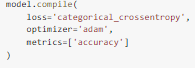 model.compile(
    loss='categorical_crossentropy',
    optimizer='adam',
    metrics=['accuracy']
)